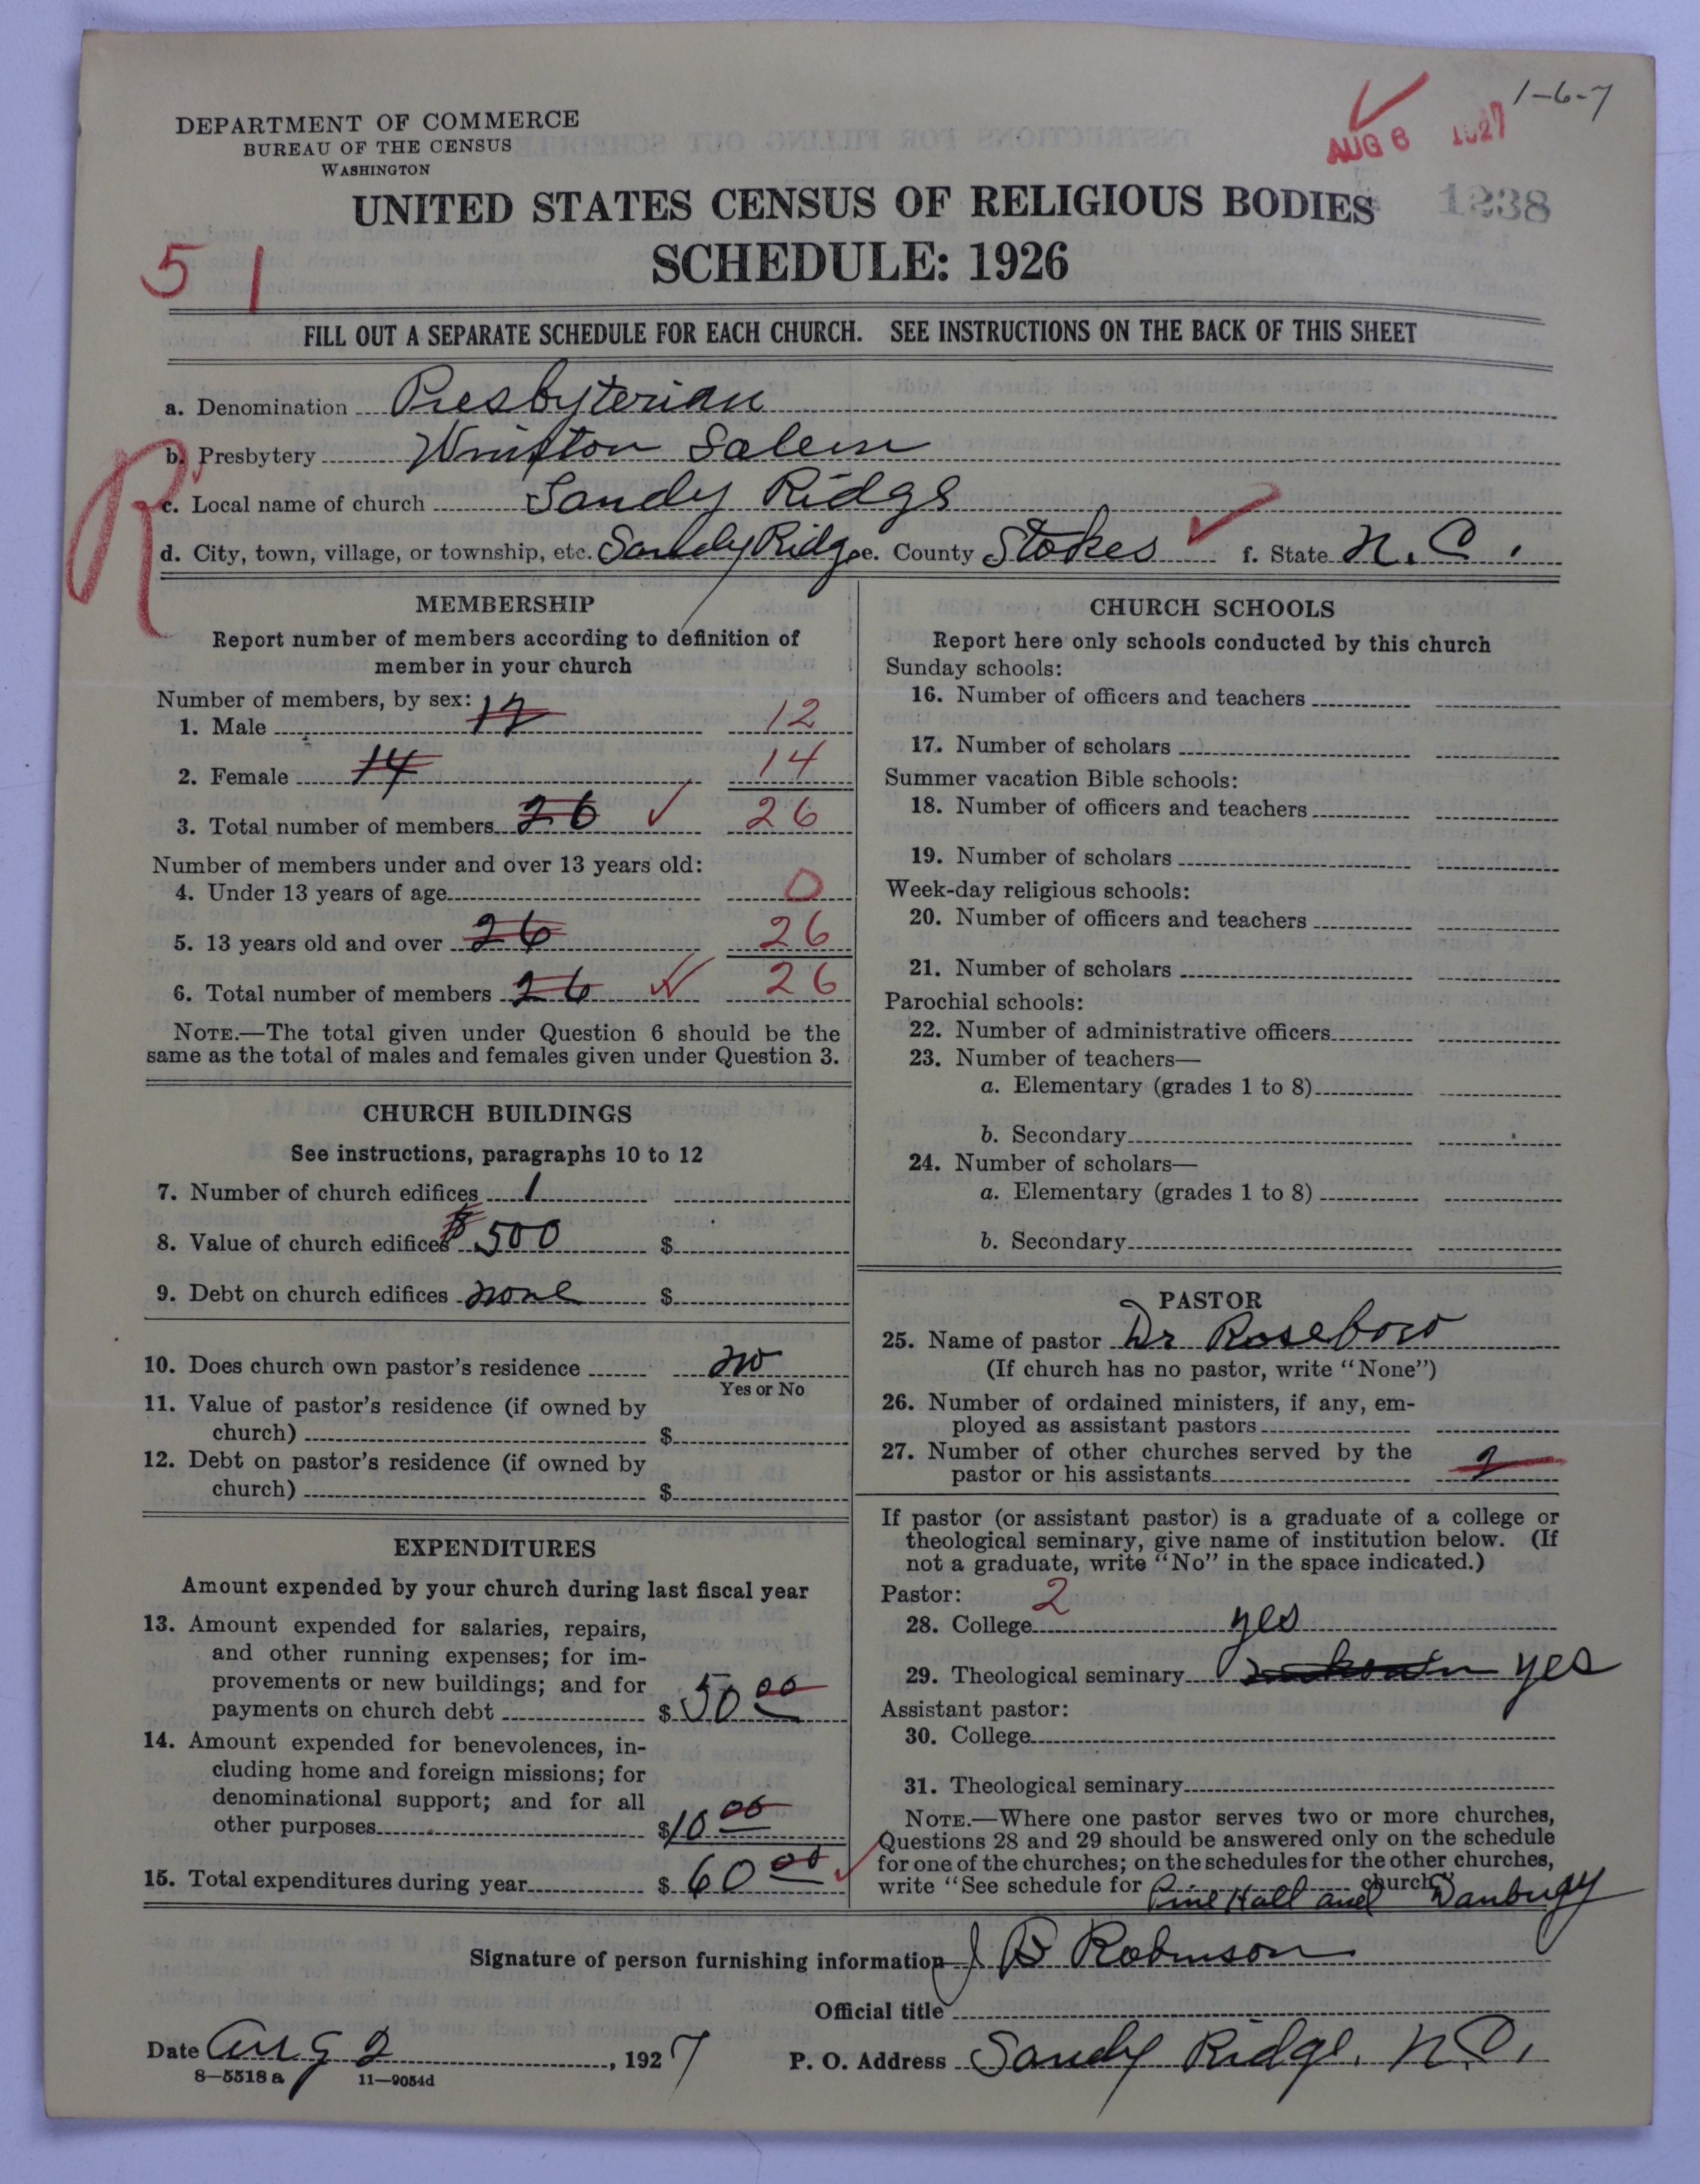 1-6-7
AUG 6 1927
DEPARTMENT OF COMMERCE
BUREAU OF THE CENSUS
WASHINGTON
UNITED STATES CENSUS OF RELIGIOUS BODIES
1238
SCHEDULE: 1926
51
FILL OUT A SEPARATE SCHEDULE FOR EACH CHURCH. SEE INSTRUCTIONS ON THE BACK OF THIS SHEET
R
a. Denomination Presbyterian
b. Presbytery Winston Salem
c. Local name of church Sandy Ridge
d. City, town, village, or township, etc. Sandy Ridge e. County Stokes f. State N. C.
MEMBERSHIP
Report number of members according to definition of
member in your church
Number of members, by sex:
1. Male 12 12
2. Female 14 14
3. Total number of members 26 26
Number of members under and over 13 years old:
4. Under 13 years of age 0
5. 13 years old and over 26 26
6. Total number of members 26 26
NOTE.—The total given under Question 6 should be the
same as the total of males and females given under Question 3.
CHURCH BUILDINGS
See instructions, paragraphs 10 to 12
7. Number of church edifices 1
8. Value of church edifices $500 $
9. Debt on church edifices none $
10. Does church own pastor's residence no
Yes or No
11. Value of pastor's residence (if owned by
church) $
12. Debt on pastor's residence (if owned by
church) $
EXPENDITURES
Amount expended by your church during last fiscal year
13. Amount expended for salaries, repairs,
and other running expenses; for im-
provements or new buildings; and for
payments on church debt $50 00
14. Amount expended for benevolences, in-
cluding home and foreign missions; for
denominational support; and for all
other purposes $10 00
15. Total expenditures during year $60 00
CHURCH SCHOOLS
Report here only schools conducted by this church
Sunday schools:
16. Number of officers and teachers
17. Number of scholars
Summer vacation Bible schools:
18. Number of officers and teachers
19. Number of scholars
Week-day religious schools:
20. Number of officers and teachers
21. Number of scholars
Parochial schools:
22. Number of administrative officers
23. Number of teachers—
a. Elementary (grades 1 to 8)
b. Secondary
24. Number of scholars—
a. Elementary (grades 1 to 8)
b. Secondary
PASTOR
25. Name of pastor Dr Roseboro
(If church has no pastor, write "None")
26. Number of ordained ministers, if any, em-
ployed as assistant pastors
27. Number of other churches served by the
pastor or his assistants 2
If pastor (or assistant pastor) is a graduate of a college or
theological seminary, give name of institution below. (If
not a graduate, write "No" in the space indicated.)
Pastor: 2
28. College yes
29. Theological seminary yes
Assistant pastor:
30. College
31. Theological seminary
NOTE.—Where one pastor serves two or more churches,
Questions 28 and 29 should be answered only on the schedule
for one of the churches; on the schedules for the other churches,
write "See schedule for church"
Pine Hall and Danbury
Signature of person furnishing information J B Robinson
Official title
Date Aug 2, 1927 P. O. Address Sandy Ridge, N.C.
8—5518 a 11—9054d